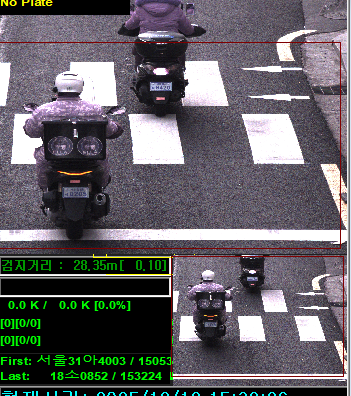 No Plate
감지거리 : 28,35m[ 0.10]
0.0 K / 0.0 K [0.0%]
[0][0/0]
[0][0/0]
First: 서울31아4003 / 15053
Last: 18소0852 / 153224